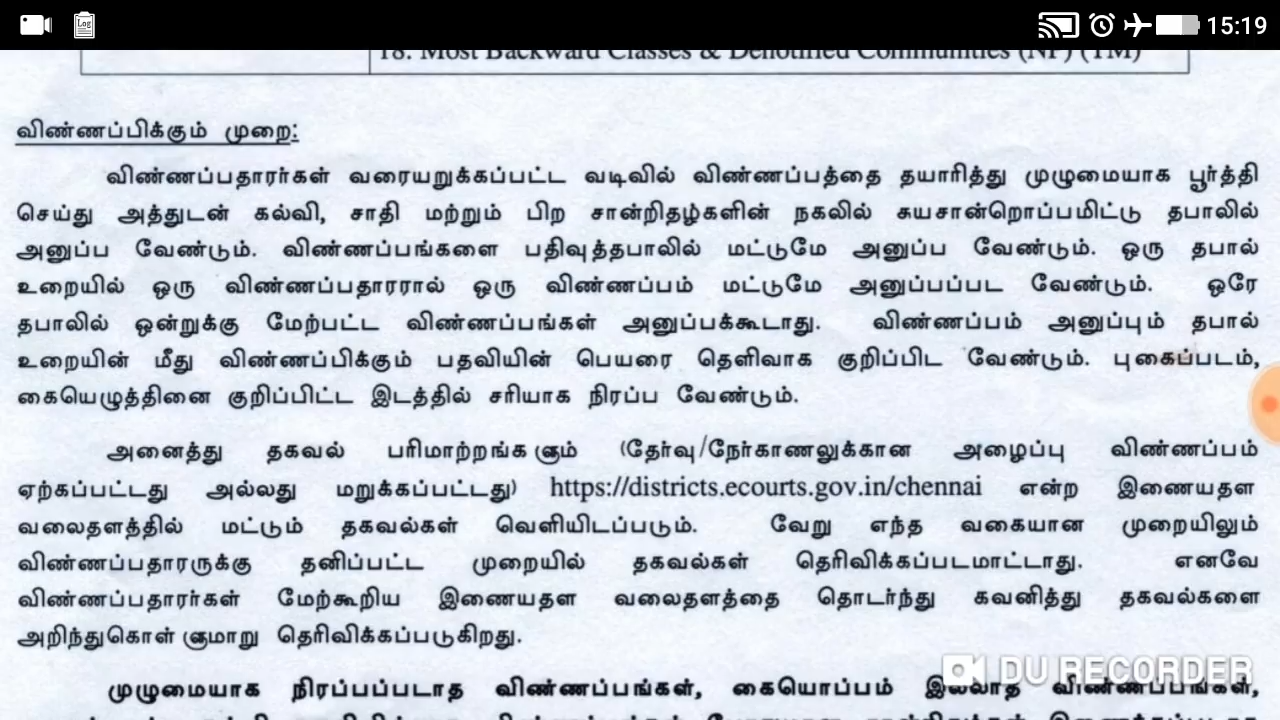 15:19
18. Most Backward Classes & Denotified Communities (NP) (TM)
விண்ணப்பிக்கும் முறை:
விண்ணப்பதாரர்கள் வரையறுக்கப்பட்ட வடிவில் விண்ணப்பத்தை தயாரித்து முழுமையாக பூர்த்தி
செய்து அத்துடன் கல்வி, சாதி மற்றும் பிற சான்றிதழ்களின் நகலில் சுயசான்றொப்பமிட்டு தபாலில்
அனுப்ப வேண்டும். விண்ணப்பங்களை பதிவுத்தபாலில் மட்டுமே அனுப்ப வேண்டும். ஒரு தபால்
உறையில் ஒரு விண்ணப்பதாரரால் ஒரு விண்ணப்பம் மட்டுமே அனுப்பப்பட வேண்டும். ஒரே
தபாலில் ஒன்றுக்கு மேற்பட்ட விண்ணப்பங்கள் அனுப்பக்கூடாது. விண்ணப்பம் அனுப்பும் தபால்
உறையின் மீது விண்ணப்பிக்கும் பதவியின் பெயரை தெளிவாக குறிப்பிட வேண்டும். புகைப்படம்,
கையெழுத்தினை குறிப்பிட்ட இடத்தில் சரியாக நிரப்ப வேண்டும்.
அனைத்து தகவல் பரிமாற்றங்களும் (தேர்வு/நேர்காணலுக்கான அழைப்பு விண்ணப்பம்
ஏற்கப்பட்டது அல்லது மறுக்கப்பட்டது) https://districts.ecourts.gov.in/chennai என்ற இணையதள
வலைதளத்தில் மட்டும் தகவல்கள் வெளியிடப்படும். வேறு எந்த வகையான முறையிலும்
விண்ணப்பதாரருக்கு தனிப்பட்ட முறையில் தகவல்கள் தெரிவிக்கப்படமாட்டாது. எனவே
விண்ணப்பதாரர்கள் மேற்கூறிய இணையதள வலைதளத்தை தொடர்ந்து கவனித்து தகவல்களை
அறிந்துகொள்ளுமாறு தெரிவிக்கப்படுகிறது.
DU RECORDER
முழுமையாக நிரப்பப்படாத விண்ணப்பங்கள், கையொப்பம் இல்லாத விண்ணப்பங்கள்,